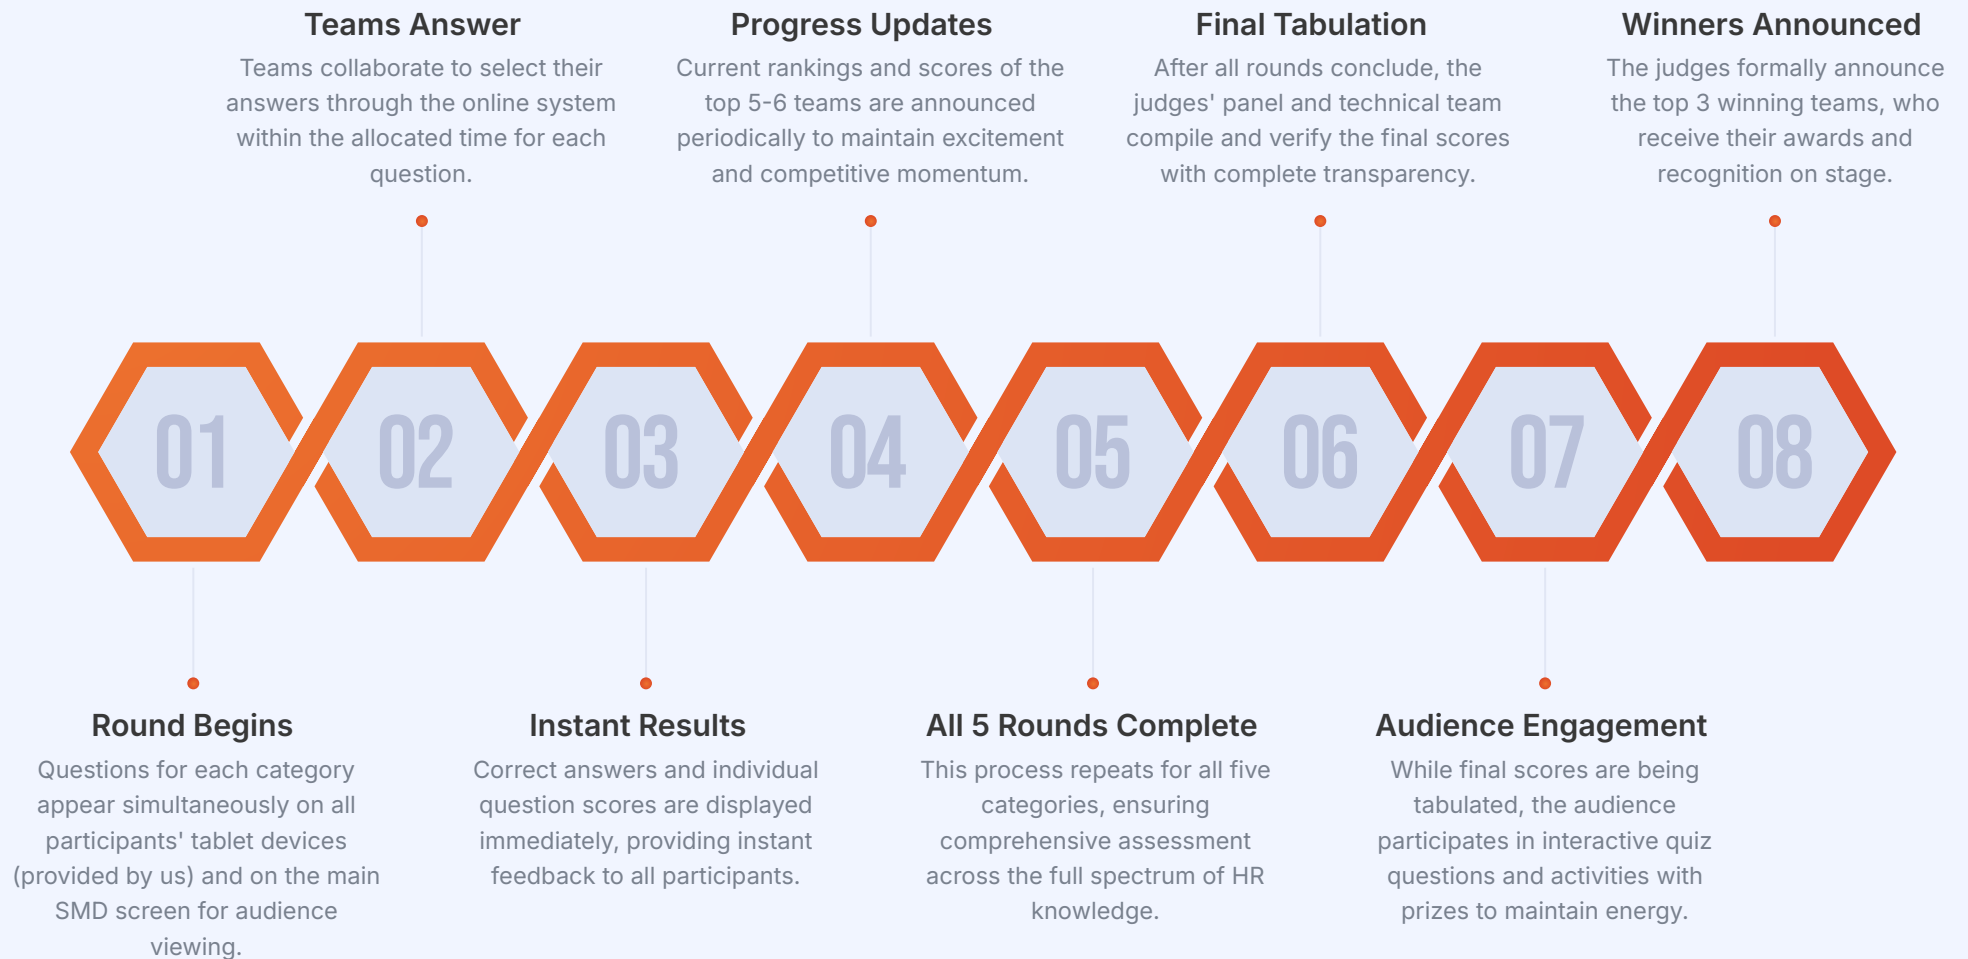 Teams Answer
Teams collaborate to select their
answers through the online system
within the allocated time for each
question.
Progress Updates
Current rankings and scores of the
top 5-6 teams are announced
periodically to maintain excitement
and competitive momentum.
Final Tabulation
After all rounds conclude, the
judges' panel and technical team
compile and verify the final scores
with complete transparency.
Winners Announced
The judges formally announce
the top 3 winning teams, who
receive their awards and
recognition on stage.
01
02
03
04
05
06
07
08
Round Begins
Questions for each category
appear simultaneously on all
participants' tablet devices
(provided by us) and on the main
SMD screen for audience
viewing.
Instant Results
Correct answers and individual
question scores are displayed
immediately, providing instant
feedback to all participants.
All 5 Rounds Complete
This process repeats for all five
categories, ensuring
comprehensive assessment
across the full spectrum of HR
knowledge.
Audience Engagement
While final scores are being
tabulated, the audience
participates in interactive quiz
questions and activities with
prizes to maintain energy.